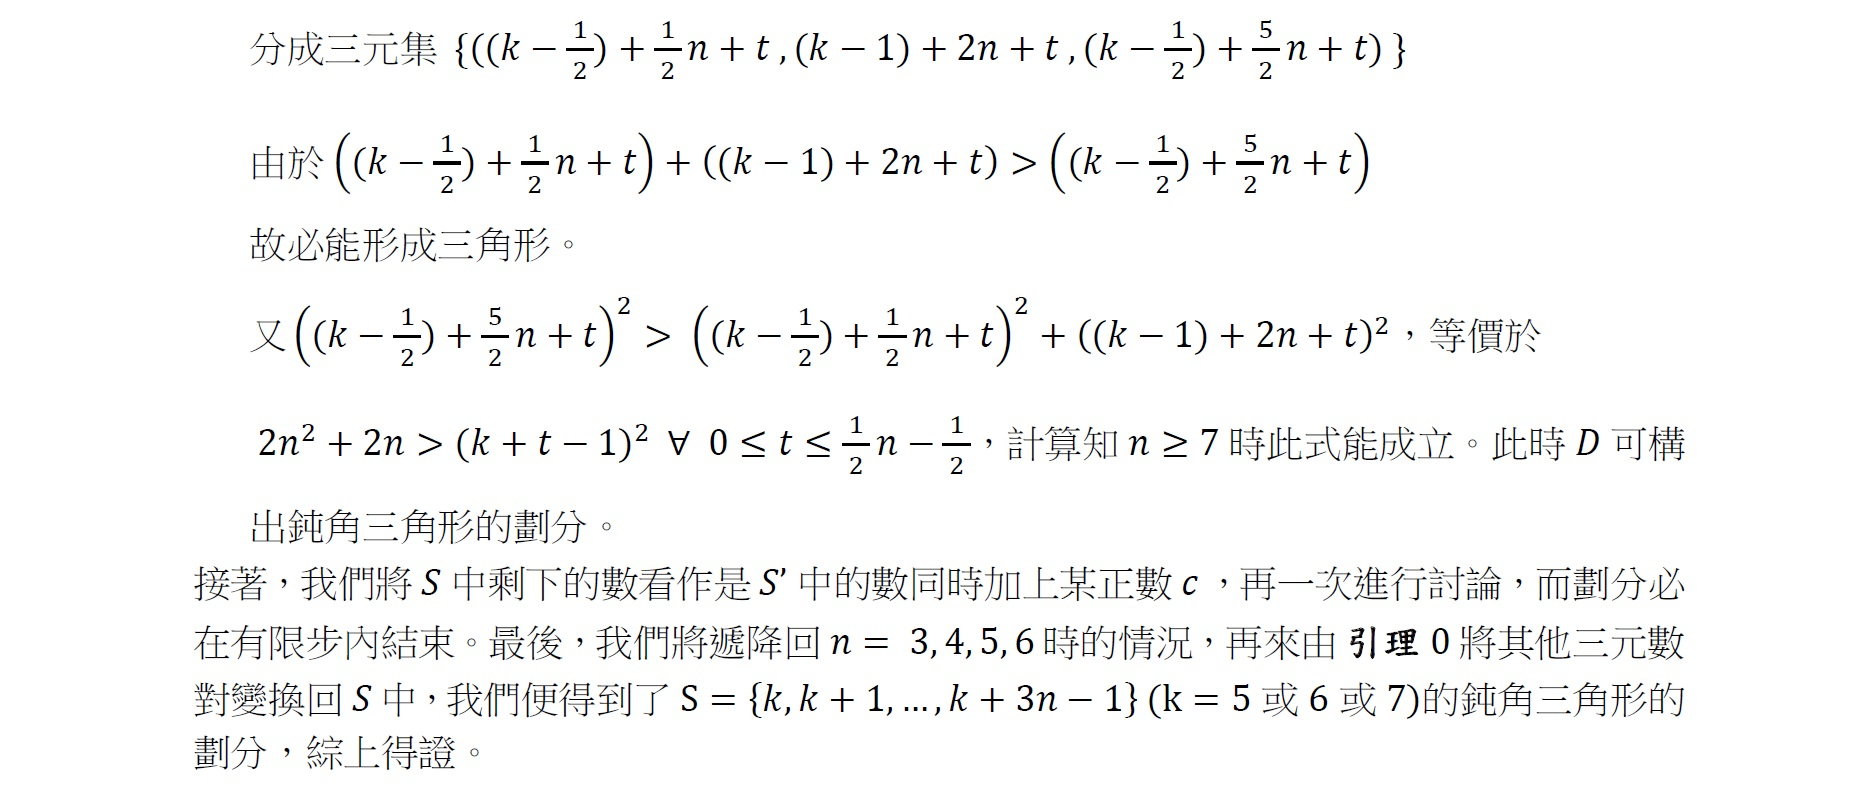 分成三元集 {((k − 1/2) + 1/2 n + t , (k − 1) + 2n + t , (k − 1/2) + 5/2 n + t) }
由於 ((k − 1/2) + 1/2 n + t) + ((k − 1) + 2n + t) > ((k − 1/2) + 5/2 n + t)
故必能形成三角形。
又 ((k − 1/2) + 5/2 n + t)² > ((k − 1/2) + 1/2 n + t)² + ((k − 1) + 2n + t)²，等價於
2n² + 2n > (k + t − 1)² ∀ 0 ≤ t ≤ 1/2 n − 1/2，計算知 n ≥ 7 時此式能成立。此時 D 可構
出鈍角三角形的劃分。
接著，我們將 S 中剩下的數看作是 S’ 中的數同時加上某正數 c ，再一次進行討論，而劃分必
在有限步內結束。最後，我們將遞降回 n = 3, 4, 5, 6 時的情況，再來由 引理 0 將其他三元數
對變換回 S 中，我們便得到了 S = {k, k + 1, … , k + 3n − 1} (k = 5 或 6 或 7)的鈍角三角形的
劃分，綜上得證。